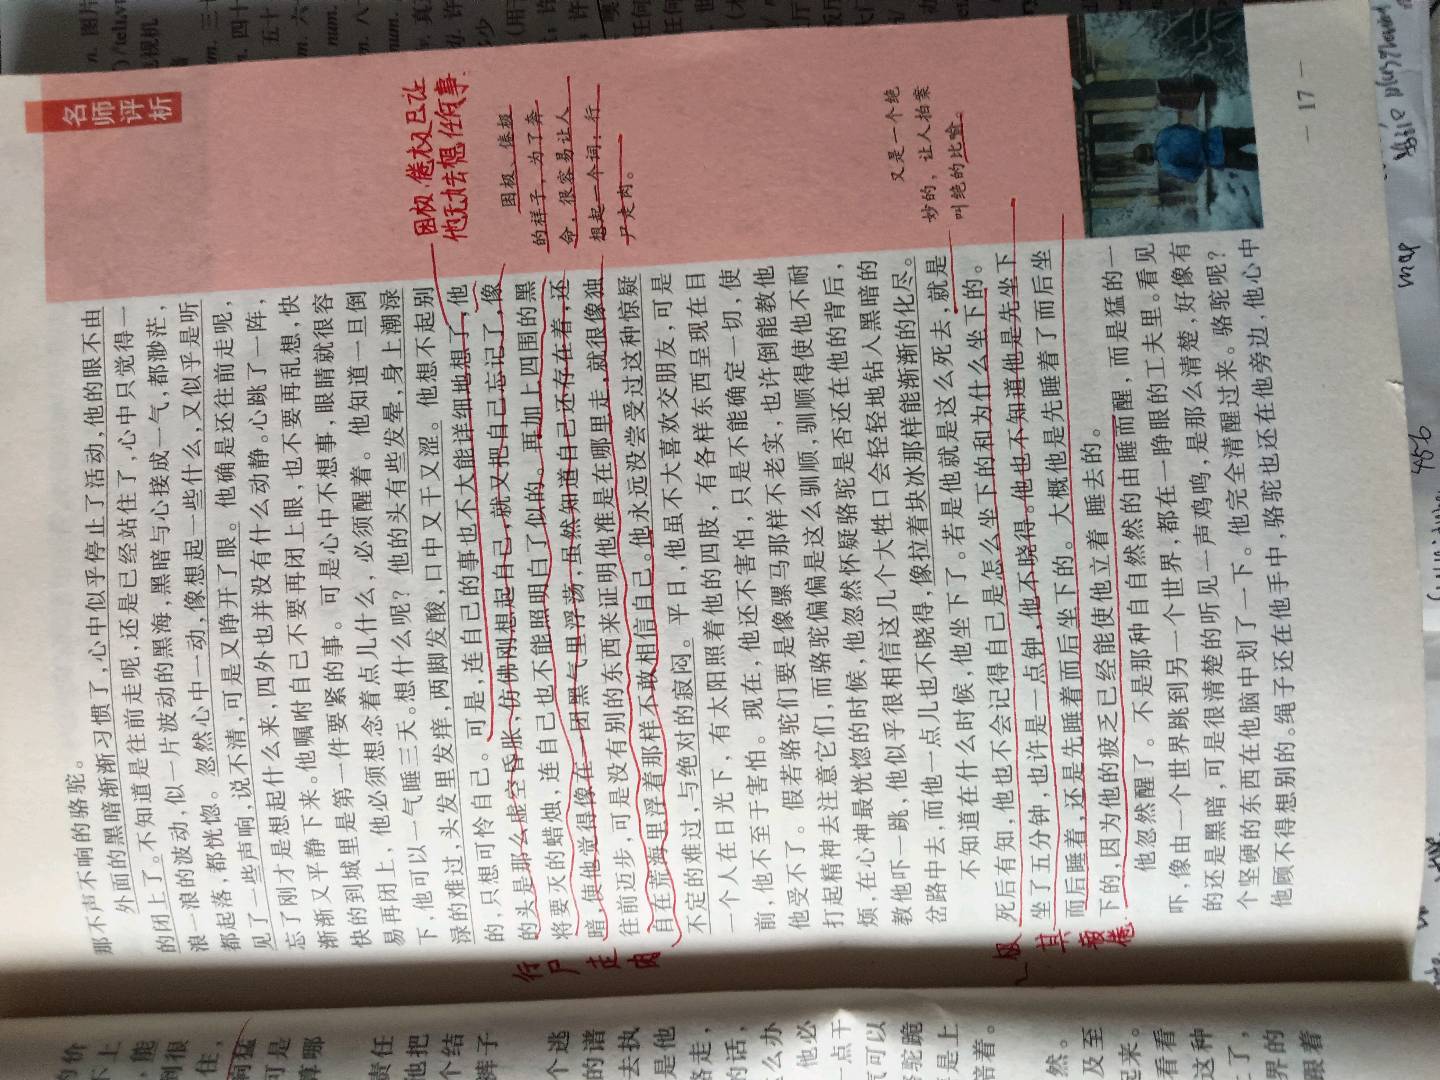 那不声不响的骆驼。
外面的黑暗渐渐习惯了，心中似乎停止了活动，他的眼不由
的闭上了。不知道是往前走呢，还是已经站住了，心中只觉得一
浪一浪的波动，似一片波动的黑海，黑暗与心接成一气，都渺茫，
都起落，都恍惚。忽然心中一动，像想起一些什么，又似乎是听
见了一些声响，说不清，可是又睁开了眼。他确是还往前走呢，
忘了刚才是想起什么来，四外也并没有什么动静。心跳了一阵，
渐渐又平静下来。他嘱咐自己不要再闭上眼，也不要再乱想，快
快的到城里是第一件要紧的事。可是心中不想事，眼睛就很容
易再闭上，他必须想念着点儿什么，必须醒着。他知道一旦倒
下，他可以一气睡三天。想什么呢？他的头有些发晕，身上潮渌
渌的难过，头发里发痒，两脚发酸，口中又干又涩。他想不起别
的，只想可怜自己。可是，连自己的事也不大能详细地想了，他
的头是那么虚空昏胀，仿佛刚想起自己，就又把自己忘记了，像
将要灭的蜡烛，连自己也不能照明白了似的。再加上四围的黑
暗，使他觉得像在一团黑气里浮荡，虽然知道自己还存在着，还
往前迈步，可是没有别的东西来证明他准是在哪里走，就很像独
自在荒海里浮着那样不敢相信自己。他永远没尝受过这种惊疑
不定的难过，与绝对的寂闷。平日，他虽不大喜欢交朋友，可是
一个人在日光下，有太阳照着他的四肢，有各样东西呈现在目
前，他不至于害怕。现在，他还不害怕，只是不能确定一切，使
他受不了。假若骆驼们要是像骡马那样不老实，也许倒能教他
打起精神去注意它们，而骆驼偏偏是这么驯顺，驯顺得使他不耐
烦，在心神最恍惚的时候，他忽然怀疑骆驼是否还在他的背后，
教他吓一跳，他似乎很相信这几个大牲口会轻轻地钻入黑暗的
岔路中去，而他一点儿也不晓得，像拉着块冰那样能渐渐的化尽。
不知道在什么时候，他坐下了。若是他就是这么死去，就是
死后有知，他也不会记得自己是怎么坐下的和为什么坐下的。
坐了五分钟，也许是一点钟，他不晓得。他也不知道他是先坐下
而后睡着，还是先睡着而后坐下的。大概他是先睡着了而后坐
下的，因为他的疲乏已经能使他立着睡去的。
他忽然醒了。不是那种自自然然的由睡而醒，而是猛的一
吓，像由一个世界跳到另一个世界，都在一睁眼的工夫里。看见
的还是黑暗，可是很清楚的听见一声鸡鸣，是那么清楚，好像有
个坚硬的东西在他脑中划了一下。他完全清醒过来。骆驼呢？
他顾不得想别的。绳子还在他手中，骆驼也还在他旁边，他心中
名师
评析
困极、倦极且让
他无力去想任何事
困极、倦极
的样子，为了奔
命，很容易让人
想起一个词：行
尸走肉。
又是一个绝
妙的，让人拍案
叫绝的比喻。
行尸走肉
极其疲倦
— 17 —
map
456